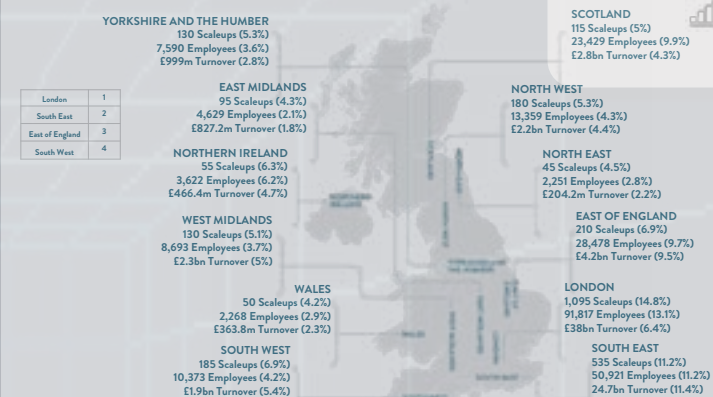 YORKSHIRE AND THE HUMBER
130 Scaleups (5.3%)
7,590 Employees (3.6%)
£999m Turnover (2.8%)
SCOTLAND
115 Scaleups (5%)
23,429 Employees (9.9%)
£2.8bn Turnover (4.3%)
EAST MIDLANDS
95 Scaleups (4.3%)
4,629 Employees (2.1%)
£827.2m Turnover (1.8%)
NORTH WEST
180 Scaleups (5.3%)
13,359 Employees (4.3%)
£2.2bn Turnover (4.4%)
London 1
South East 2
East of England 3
South West 4
NORTHERN IRELAND
55 Scaleups (6.3%)
3,622 Employees (6.2%)
£466.4m Turnover (4.7%)
NORTH EAST
45 Scaleups (4.5%)
2,251 Employees (2.8%)
£204.2m Turnover (2.2%)
WEST MIDLANDS
130 Scaleups (5.1%)
8,693 Employees (3.7%)
£2.3bn Turnover (5%)
EAST OF ENGLAND
210 Scaleups (6.9%)
28,478 Employees (9.7%)
£4.2bn Turnover (9.5%)
WALES
50 Scaleups (4.2%)
2,268 Employees (2.9%)
£363.8m Turnover (2.3%)
LONDON
1,095 Scaleups (14.8%)
91,817 Employees (13.1%)
£38bn Turnover (6.4%)
SOUTH WEST
185 Scaleups (6.9%)
10,373 Employees (4.2%)
£1.9bn Turnover (5.4%)
SOUTH EAST
535 Scaleups (11.2%)
50,921 Employees (11.2%)
24.7bn Turnover (11.4%)